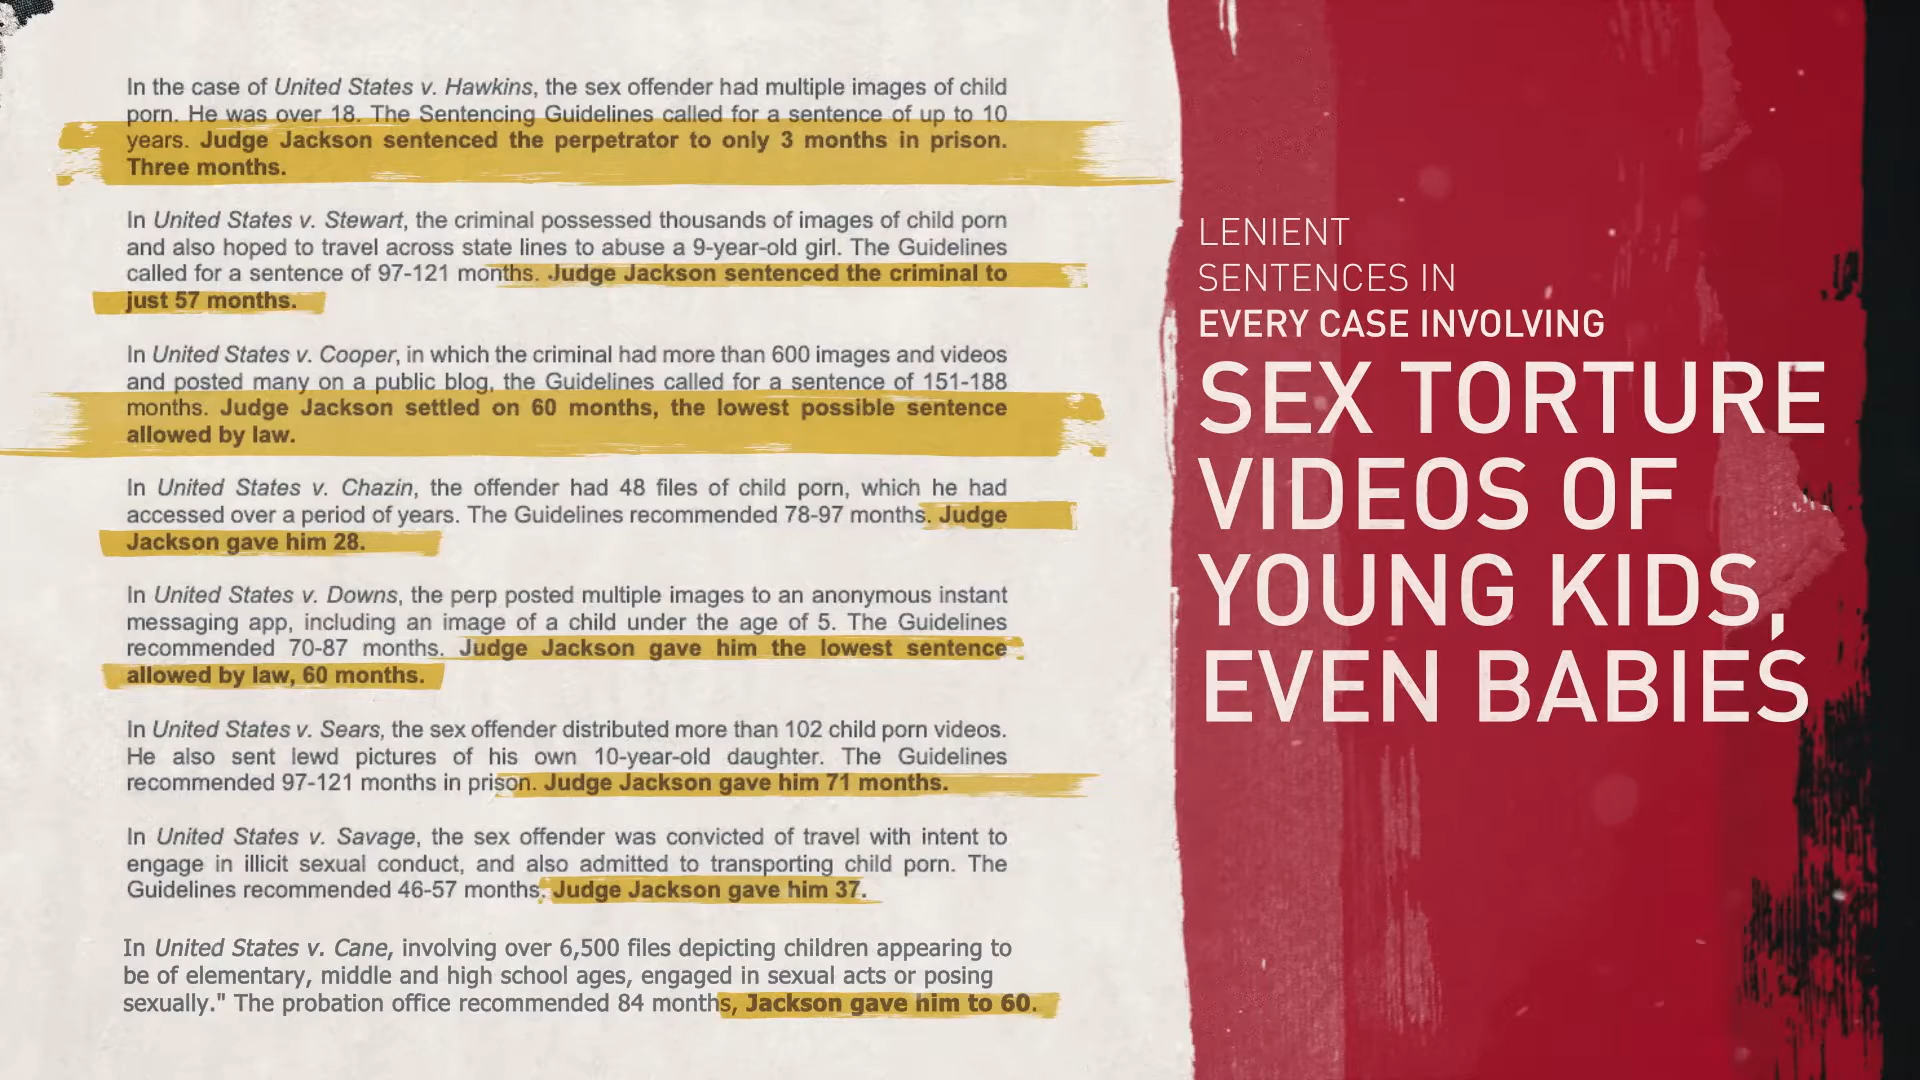 In the case of United States v. Hawkins, the sex offender had multiple images of child
porn. He was over 18. The Sentencing Guidelines called for a sentence of up to 10
years. Judge Jackson sentenced the perpetrator to only 3 months in prison.
Three months.
In United States v. Stewart, the criminal possessed thousands of images of child porn
and also hoped to travel across state lines to abuse a 9-year-old girl. The Guidelines
called for a sentence of 97-121 months. Judge Jackson sentenced the criminal to
just 57 months.
In United States v. Cooper, in which the criminal had more than 600 images and videos
and posted many on a public blog, the Guidelines called for a sentence of 151-188
months. Judge Jackson settled on 60 months, the lowest possible sentence
allowed by law.
In United States v. Chazin, the offender had 48 files of child porn, which he had
accessed over a period of years. The Guidelines recommended 78-97 months. Judge
Jackson gave him 28.
In United States v. Downs, the perp posted multiple images to an anonymous instant
messaging app, including an image of a child under the age of 5. The Guidelines
recommended 70-87 months. Judge Jackson gave him the lowest sentence
allowed by law, 60 months.
In United States v. Sears, the sex offender distributed more than 102 child porn videos.
He also sent lewd pictures of his own 10-year-old daughter. The Guidelines
recommended 97-121 months in prison. Judge Jackson gave him 71 months.
In United States v. Savage, the sex offender was convicted of travel with intent to
engage in illicit sexual conduct, and also admitted to transporting child porn. The
Guidelines recommended 46-57 months. Judge Jackson gave him 37.
In United States v. Cane, involving over 6,500 files depicting children appearing to
be of elementary, middle and high school ages, engaged in sexual acts or posing
sexually." The probation office recommended 84 months, Jackson gave him to 60.
LENIENT
SENTENCES IN
EVERY CASE INVOLVING
SEX TORTURE
VIDEOS OF
YOUNG KIDS,
EVEN BABIES